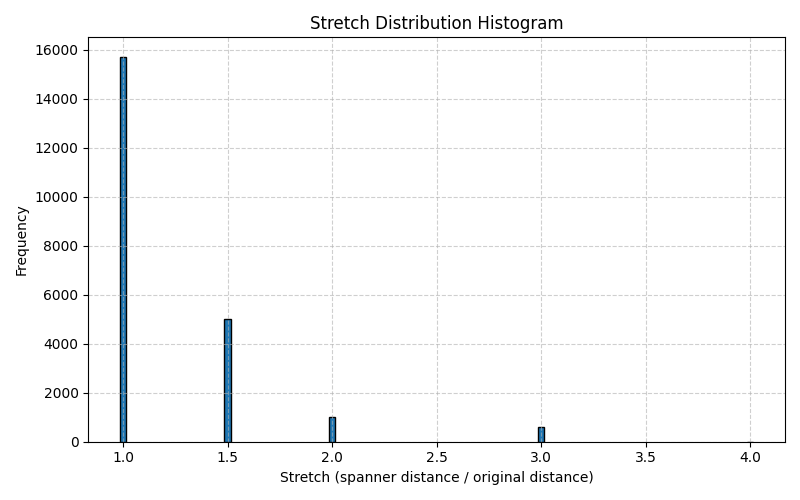 Stretch Distribution Histogram
16000
14000
12000
10000
8000
6000
4000
2000
0
Frequency
1.0 1.5 2.0 2.5 3.0 3.5 4.0
Stretch (spanner distance / original distance)